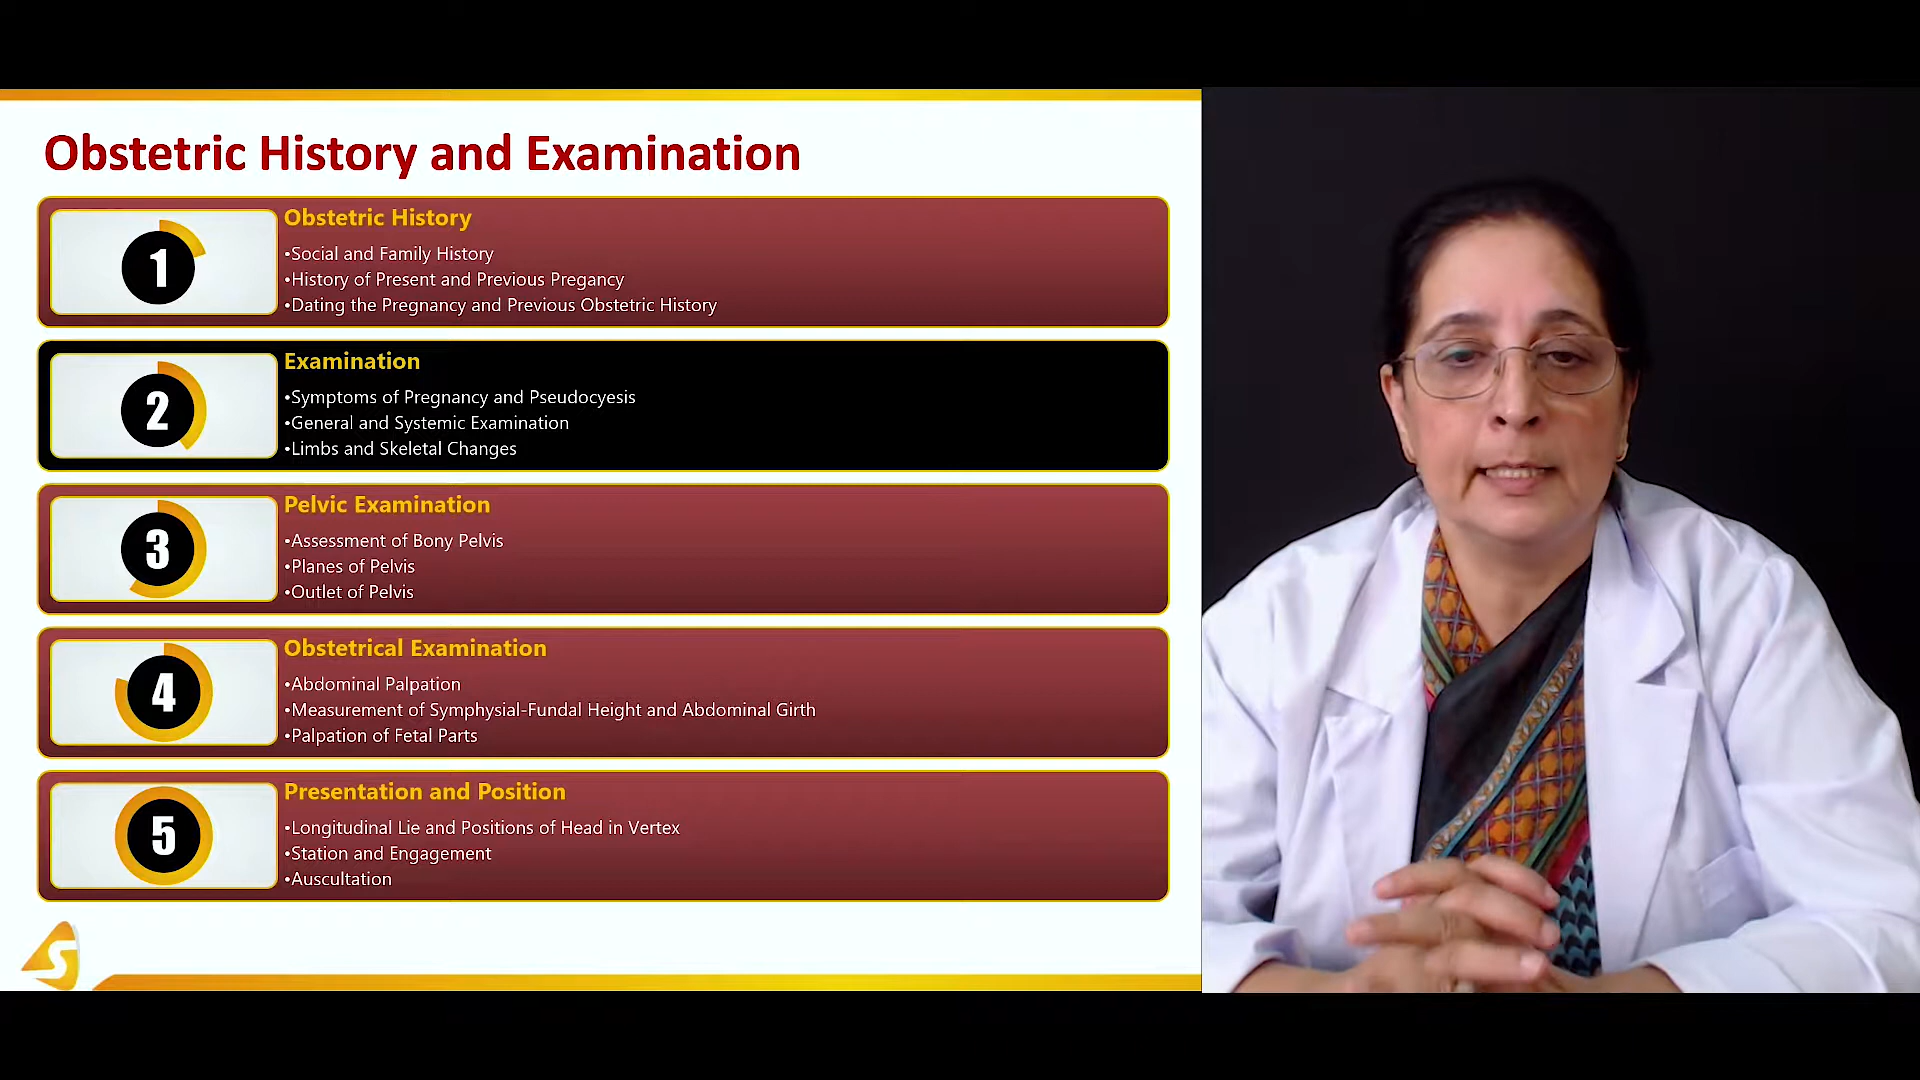 Obstetric History and Examination
1
Obstetric History
•Social and Family History
•History of Present and Previous Pregancy
•Dating the Pregnancy and Previous Obstetric History
2
Examination
•Symptoms of Pregnancy and Pseudocyesis
•General and Systemic Examination
•Limbs and Skeletal Changes
3
Pelvic Examination
•Assessment of Bony Pelvis
•Planes of Pelvis
•Outlet of Pelvis
4
Obstetrical Examination
•Abdominal Palpation
•Measurement of Symphysial-Fundal Height and Abdominal Girth
•Palpation of Fetal Parts
5
Presentation and Position
•Longitudinal Lie and Positions of Head in Vertex
•Station and Engagement
•Auscultation
S